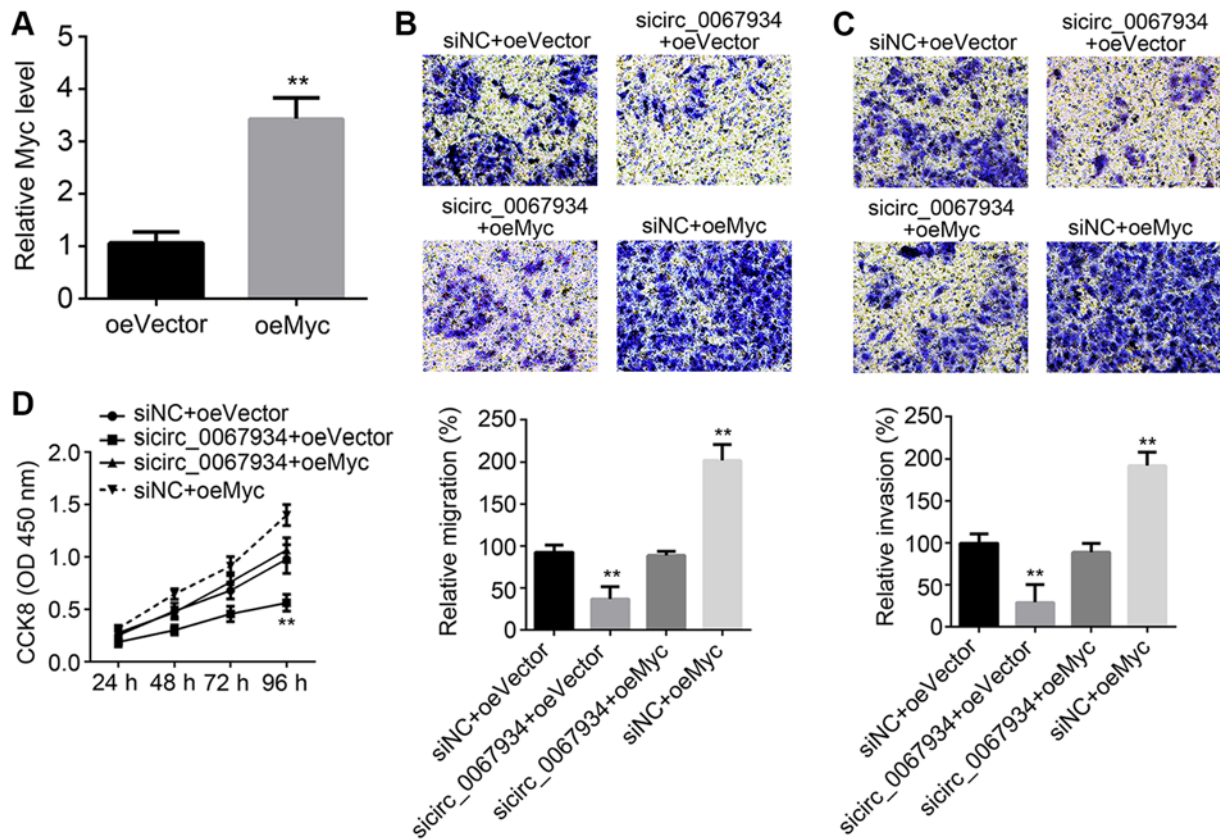 A
Relative Myc level
5
4
3
2
1
0
**
oeVector
oeMyc
B
siNC+oeVector
sicirc_0067934
+oeVector
sicirc_0067934
+oeMyc
siNC+oeMyc
Relative migration (%)
250
200
150
100
50
0
**
**
siNC+oeVector
sicirc_0067934+oeVector
sicirc_0067934+oeMyc
siNC+oeMyc
C
siNC+oeVector
sicirc_0067934
+oeVector
sicirc_0067934
+oeMyc
siNC+oeMyc
Relative invasion (%)
250
200
150
100
50
0
**
**
siNC+oeVector
sicirc_0067934+oeVector
sicirc_0067934+oeMyc
siNC+oeMyc
D
siNC+oeVector
sicirc_0067934+oeVector
sicirc_0067934+oeMyc
siNC+oeMyc
CCK8 (OD 450 nm)
2.0
1.5
1.0
0.5
0.0
**
24 h
48 h
72 h
96 h